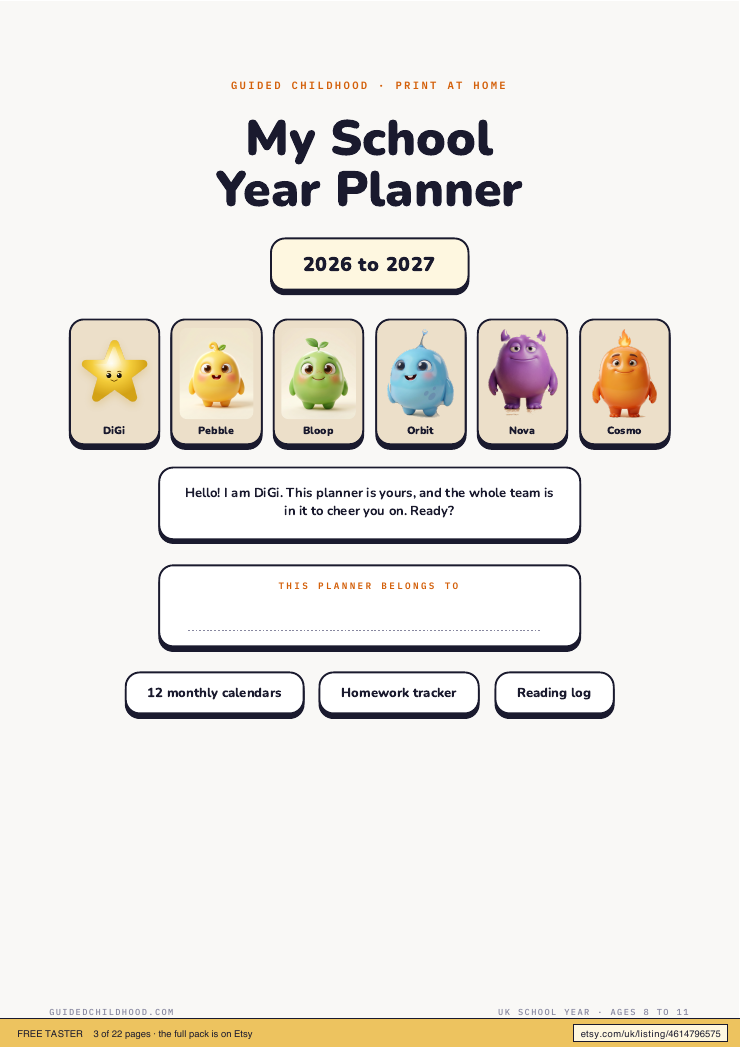 GUIDED CHILDHOOD · PRINT AT HOME
My School
Year Planner
2026 to 2027
DiGi
Pebble
Bloop
Orbit
Nova
Cosmo
Hello! I am DiGi. This planner is yours, and the whole team is
in it to cheer you on. Ready?
THIS PLANNER BELONGS TO
12 monthly calendars
Homework tracker
Reading log
GUIDEDCHILDHOOD.COM
UK SCHOOL YEAR · AGES 8 TO 11
FREE TASTER 3 of 22 pages · the full pack is on Etsy
etsy.com/uk/listing/4614796575